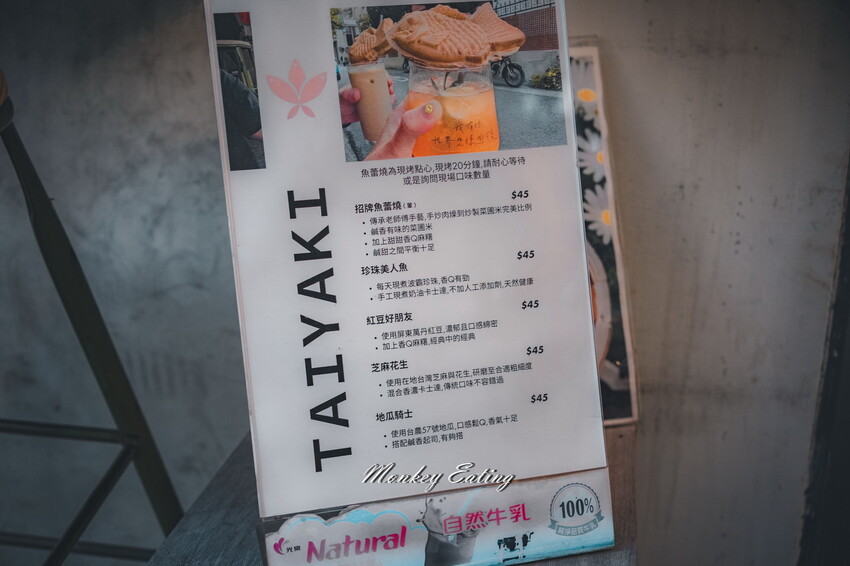 TAIYAKI
魚蕾燒為現烤點心,現烤20分鐘,請耐心等待
或是詢問現場口味數量
$45
招牌魚蕾燒(葷)
• 傳承老師傅手藝,手炒肉燥到炒製菜圃米完美比例
• 鹹香有味的菜圃米
• 加上甜甜香Q麻糬
• 鹹甜之間平衡十足
$45
珍珠美人魚
• 每天現煮波霸珍珠,香Q有勁
• 手工現煮奶油卡士達,不加人工添加劑,天然健康
$45
紅豆好朋友
• 使用屏東萬丹紅豆,濃郁且口感綿密
• 加上香Q麻糬,經典中的經典
$45
芝麻花生
• 使用在地台灣芝麻與花生,研磨至合適粗細度
• 混合香濃卡士達,傳統口味不容錯過
$45
地瓜騎士
• 使用台農57號地瓜,口感鬆Q,香氣十足
• 搭配鹹香起司,有夠搭
Monkey Eating
光泉 Natural 自然牛乳 100%